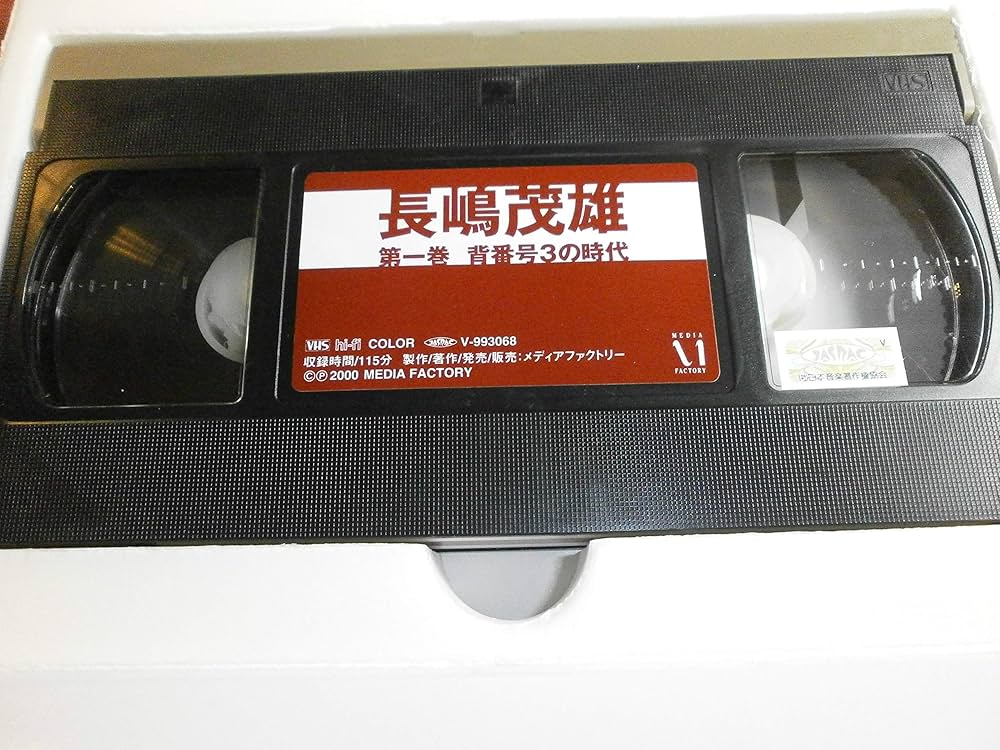 VHS
長嶋茂雄
第一巻 背番号3の時代
VHS hi-fi COLOR JASRAC V-993068
収録時間/115分 製作/著作/発売/販売:メディアファクトリー
©℗2000 MEDIA FACTORY
MEDIA
FACTORY
V
JASRAC